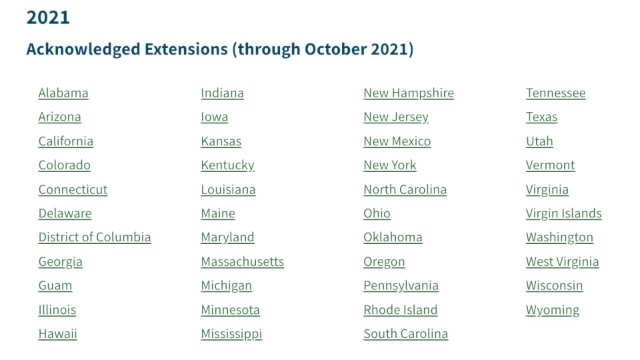 2021
Acknowledged Extensions (through October 2021)
Alabama
Arizona
California
Colorado
Connecticut
Delaware
District of Columbia
Georgia
Guam
Illinois
Hawaii
Indiana
Iowa
Kansas
Kentucky
Louisiana
Maine
Maryland
Massachusetts
Michigan
Minnesota
Mississippi
New Hampshire
New Jersey
New Mexico
New York
North Carolina
Ohio
Oklahoma
Oregon
Pennsylvania
Rhode Island
South Carolina
Tennessee
Texas
Utah
Vermont
Virginia
Virgin Islands
Washington
West Virginia
Wisconsin
Wyoming